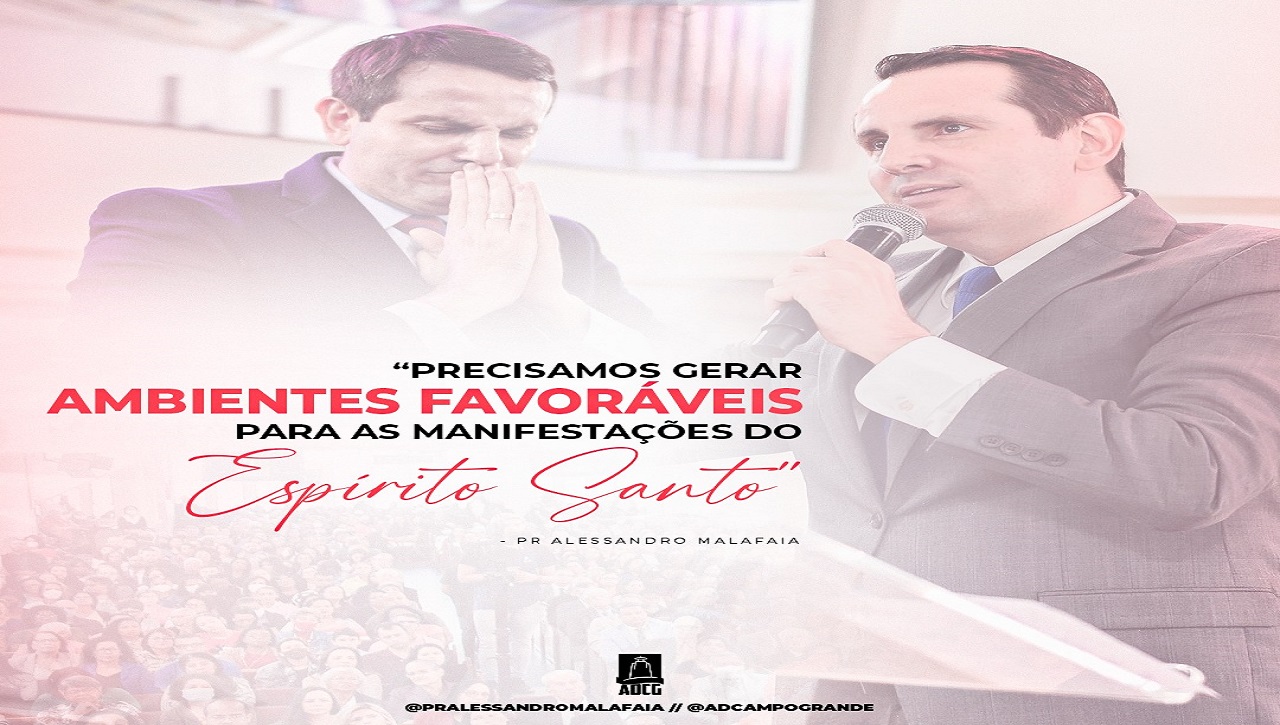 “PRECISAMOS GERAR
AMBIENTES FAVORÁVEIS
PARA AS MANIFESTAÇÕES DO
Espírito Santo”
- PR ALESSANDRO MALAFAIA
ADCG
@PRALESSANDROMALAFAIA // @ADCAMPOGRANDE